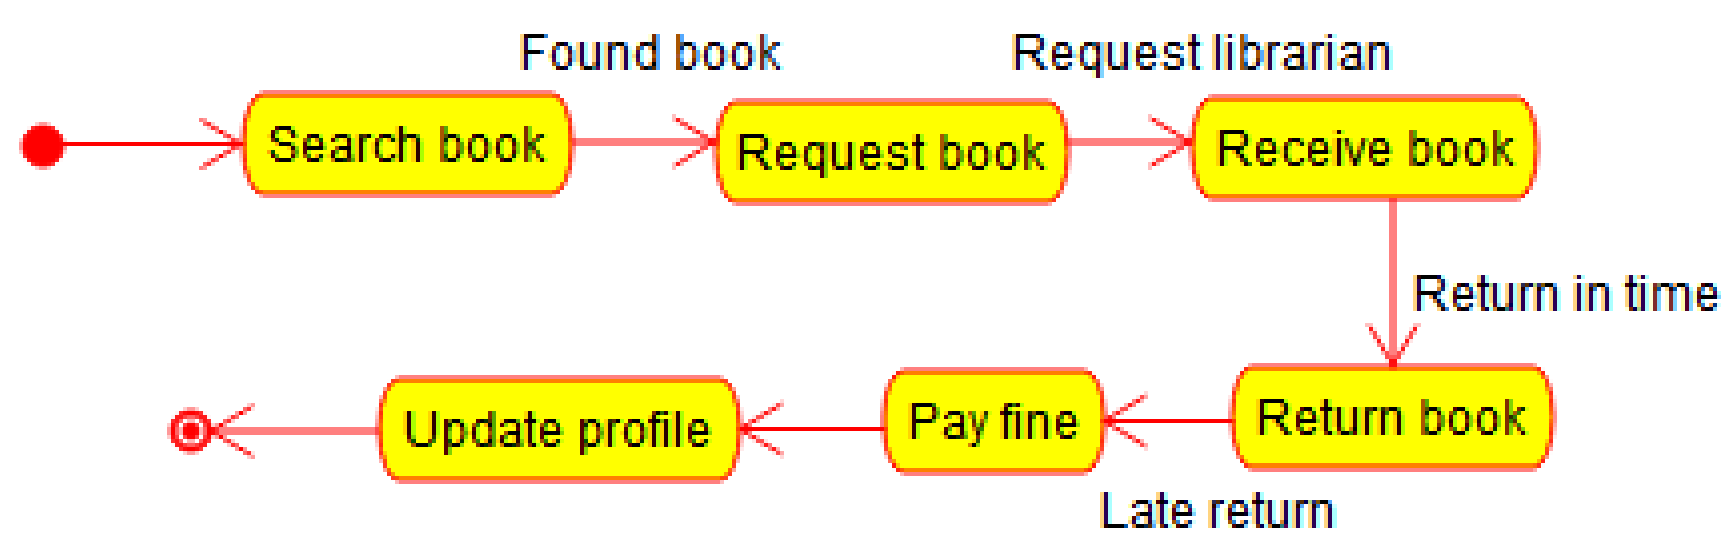 Found book
Request librarian
Search book
Request book
Receive book
Return in time
Return book
Pay fine
Update profile
Late return